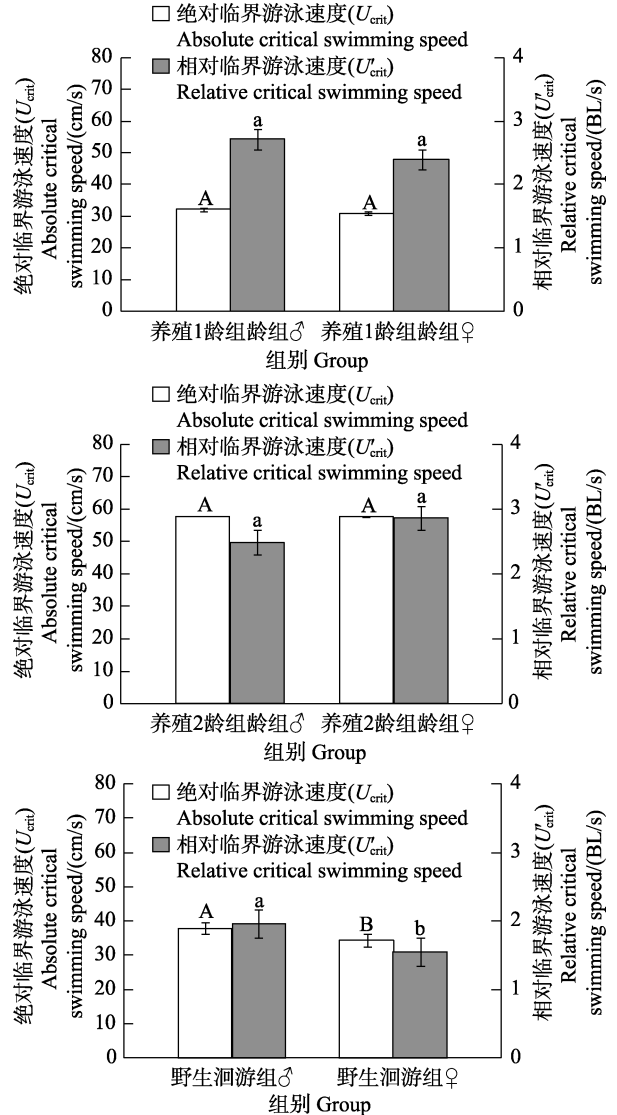 绝对临界游泳速度(Ucrit)
Absolute critical swimming speed
相对临界游泳速度(U′crit)
Relative critical swimming speed
绝对临界游泳速度(Ucrit)
Absolute critical
swimming speed/(cm/s)
80
70
60
50
40
30
20
10
0
A
a
A
a
4
3
2
1
0
相对临界游泳速度(U′crit)
Relative critical
swimming speed/(BL/s)
养殖1龄组龄组♂
养殖1龄组龄组♀
组别 Group
绝对临界游泳速度(Ucrit)
Absolute critical swimming speed
相对临界游泳速度(U′crit)
Relative critical swimming speed
绝对临界游泳速度(Ucrit)
Absolute critical
swimming speed/(cm/s)
80
70
60
50
40
30
20
10
0
A
a
A
a
4
3
2
1
0
相对临界游泳速度(U′crit)
Relative critical
swimming speed/(BL/s)
养殖2龄组龄组♂
养殖2龄组龄组♀
组别 Group
绝对临界游泳速度(Ucrit)
Absolute critical swimming speed
相对临界游泳速度(U′crit)
Relative critical swimming speed
绝对临界游泳速度(Ucrit)
Absolute critical
swimming speed/(cm/s)
80
70
60
50
40
30
20
10
0
A
a
B
b
4
3
2
1
0
相对临界游泳速度(U′crit)
Relative critical
swimming speed/(BL/s)
野生洄游组♂
野生洄游组♀
组别 Group